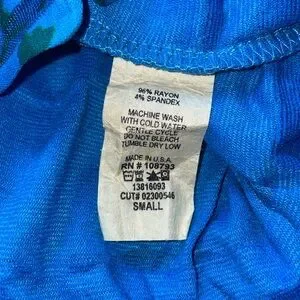 96% RAYON
4% SPANDEX
MACHINE WASH
WITH COLD WATER
GENTLE CYCLE
DO NOT BLEACH
TUMBLE DRY LOW
MADE IN U.S.A.
RN # 108793
13816093
CUT# 02300546
SMALL